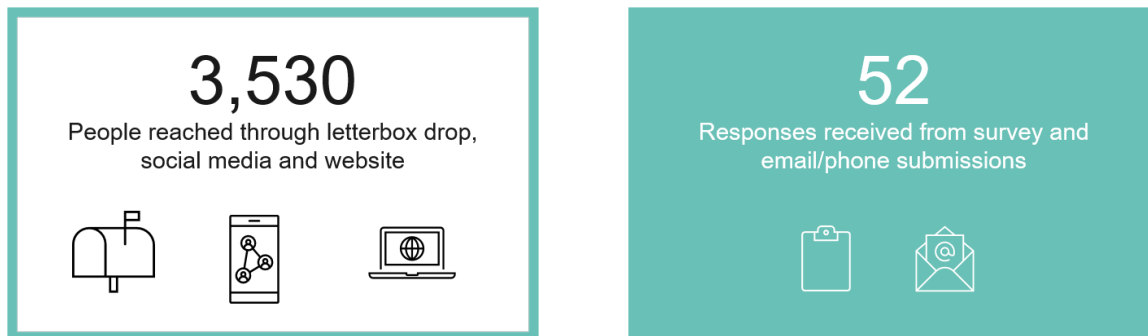 3,530
People reached through letterbox drop,
social media and website
52
Responses received from survey and
email/phone submissions
@